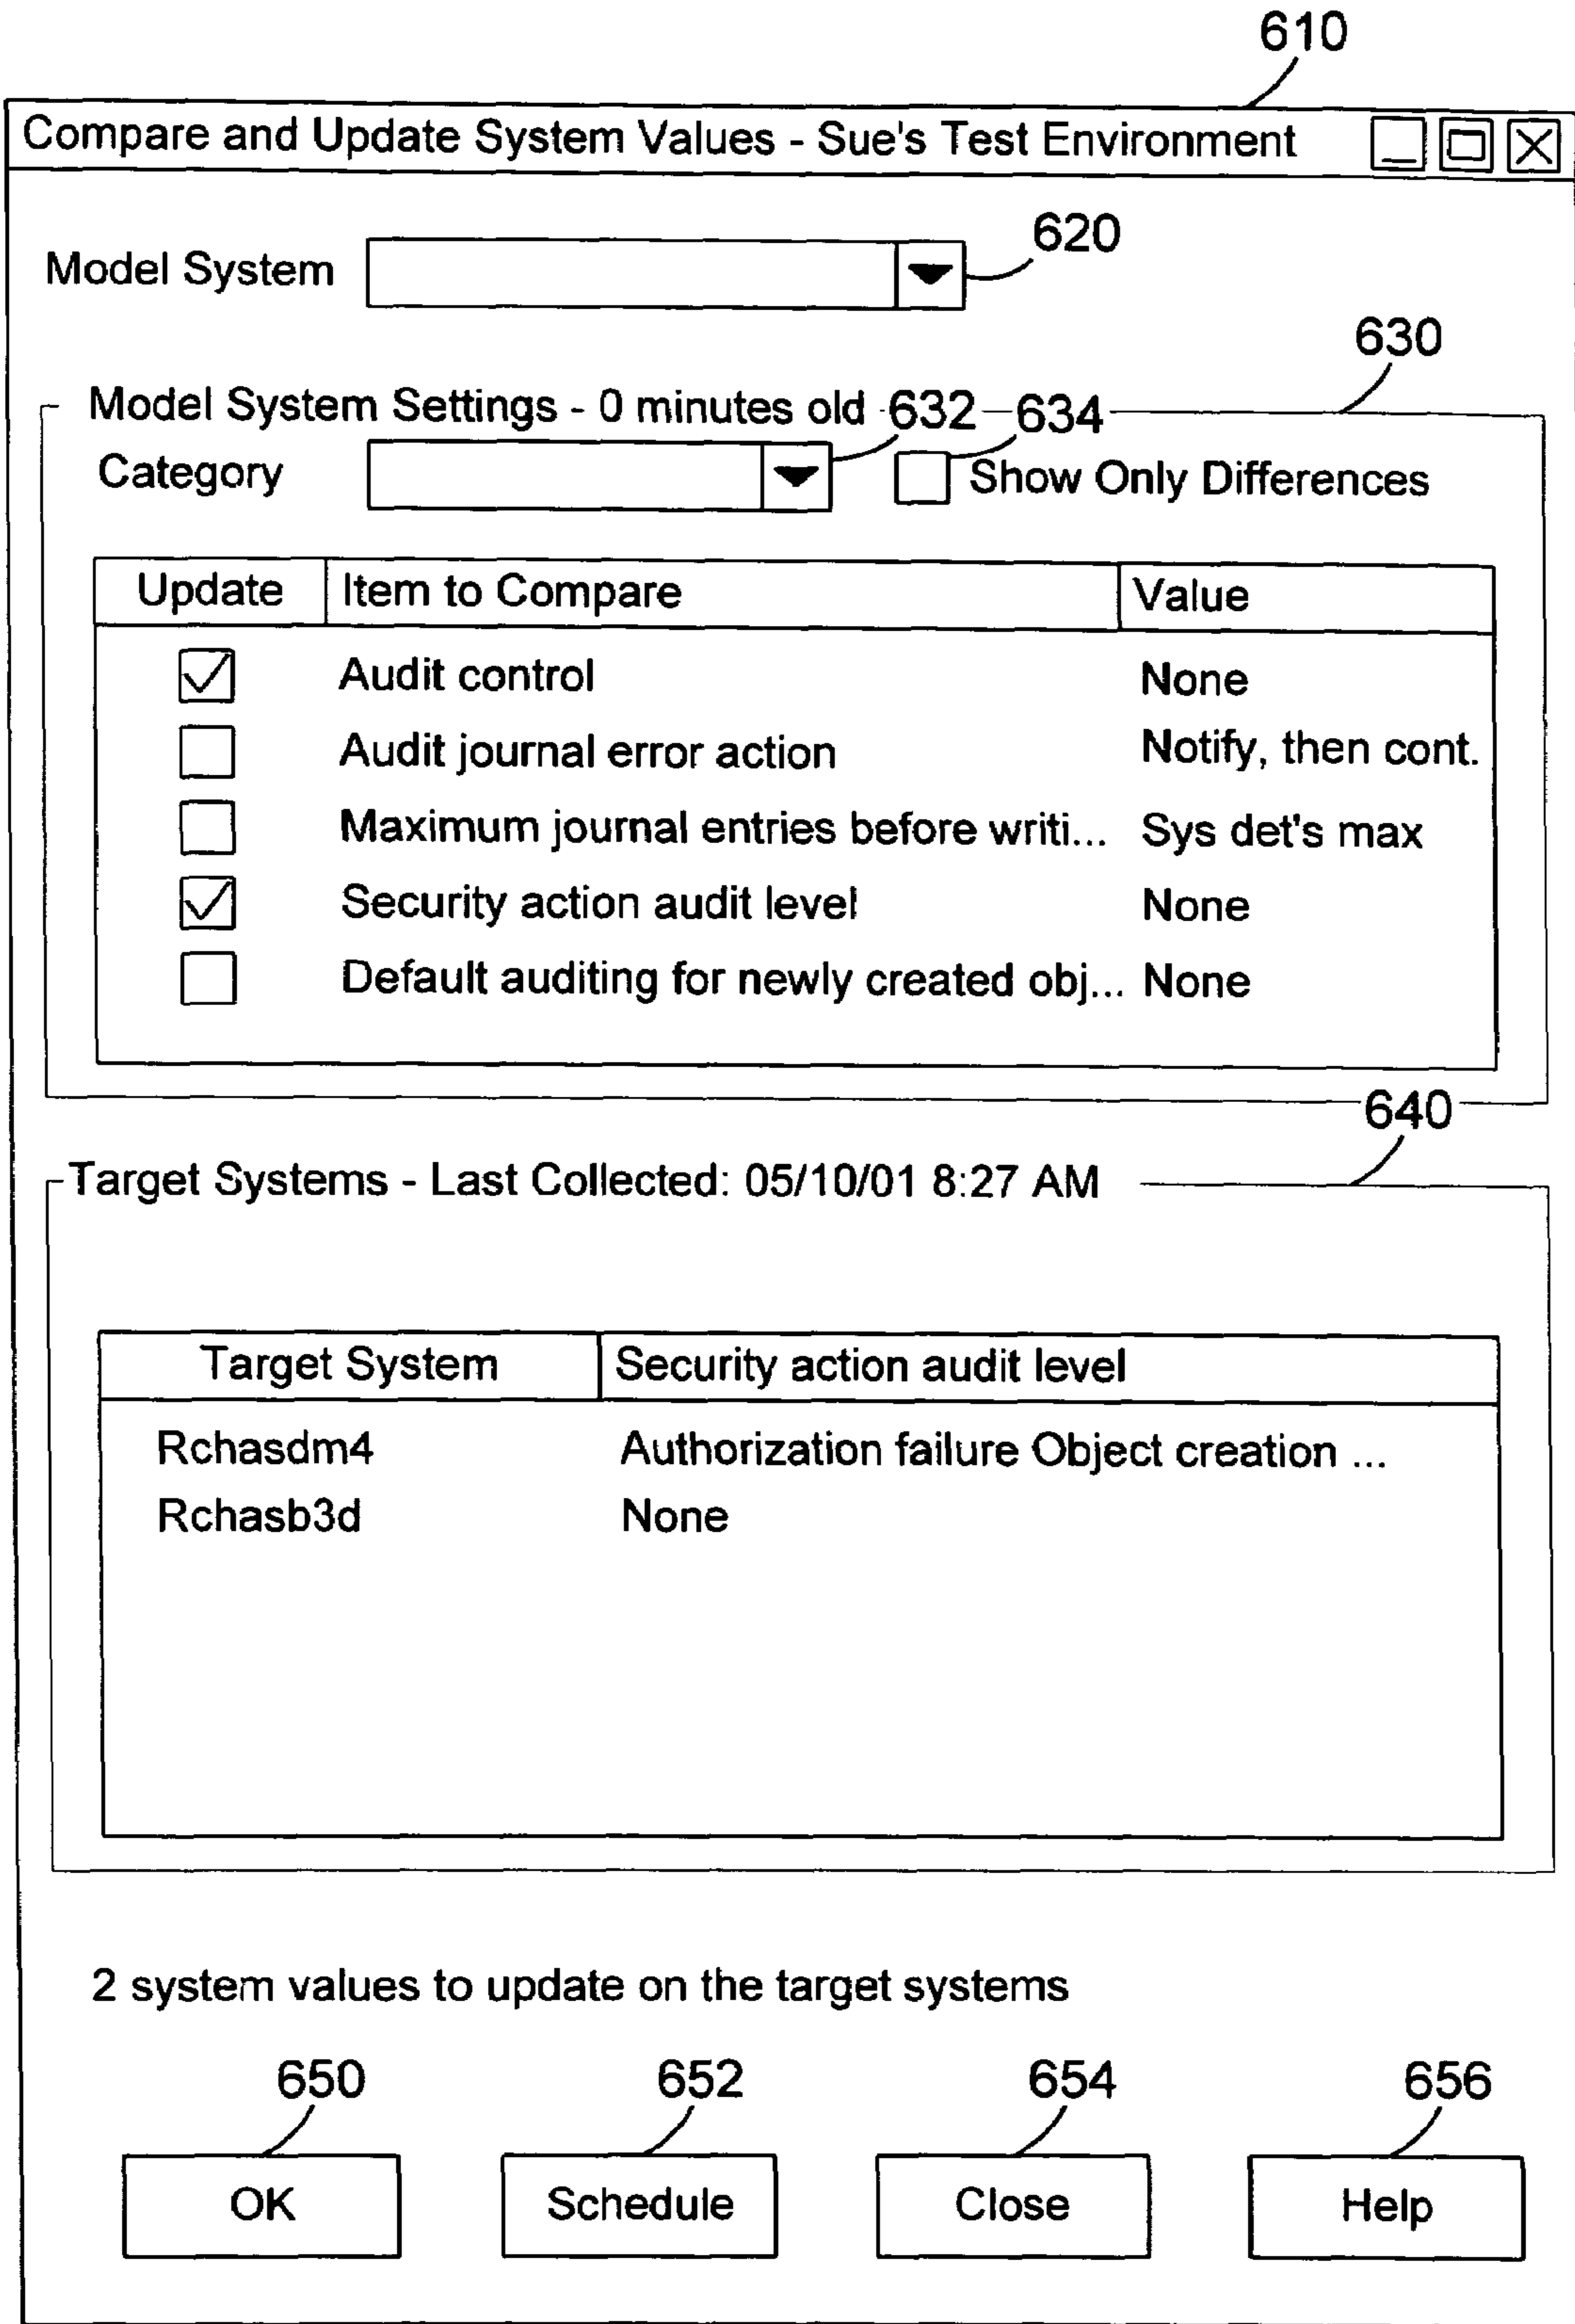 610
Compare and Update System Values - Sue's Test Environment
620
Model System
630
Model System Settings - 0 minutes old 632 634
Category Show Only Differences
Update Item to Compare Value
Audit control None
Audit journal error action Notify, then cont.
Maximum journal entries before writi... Sys det's max
Security action audit level None
Default auditing for newly created obj... None
640
Target Systems - Last Collected: 05/10/01 8:27 AM
Target System Security action audit level
Rchasdm4 Authorization failure Object creation ...
Rchasb3d None
2 system values to update on the target systems
650 652 654 656
OK Schedule Close Help